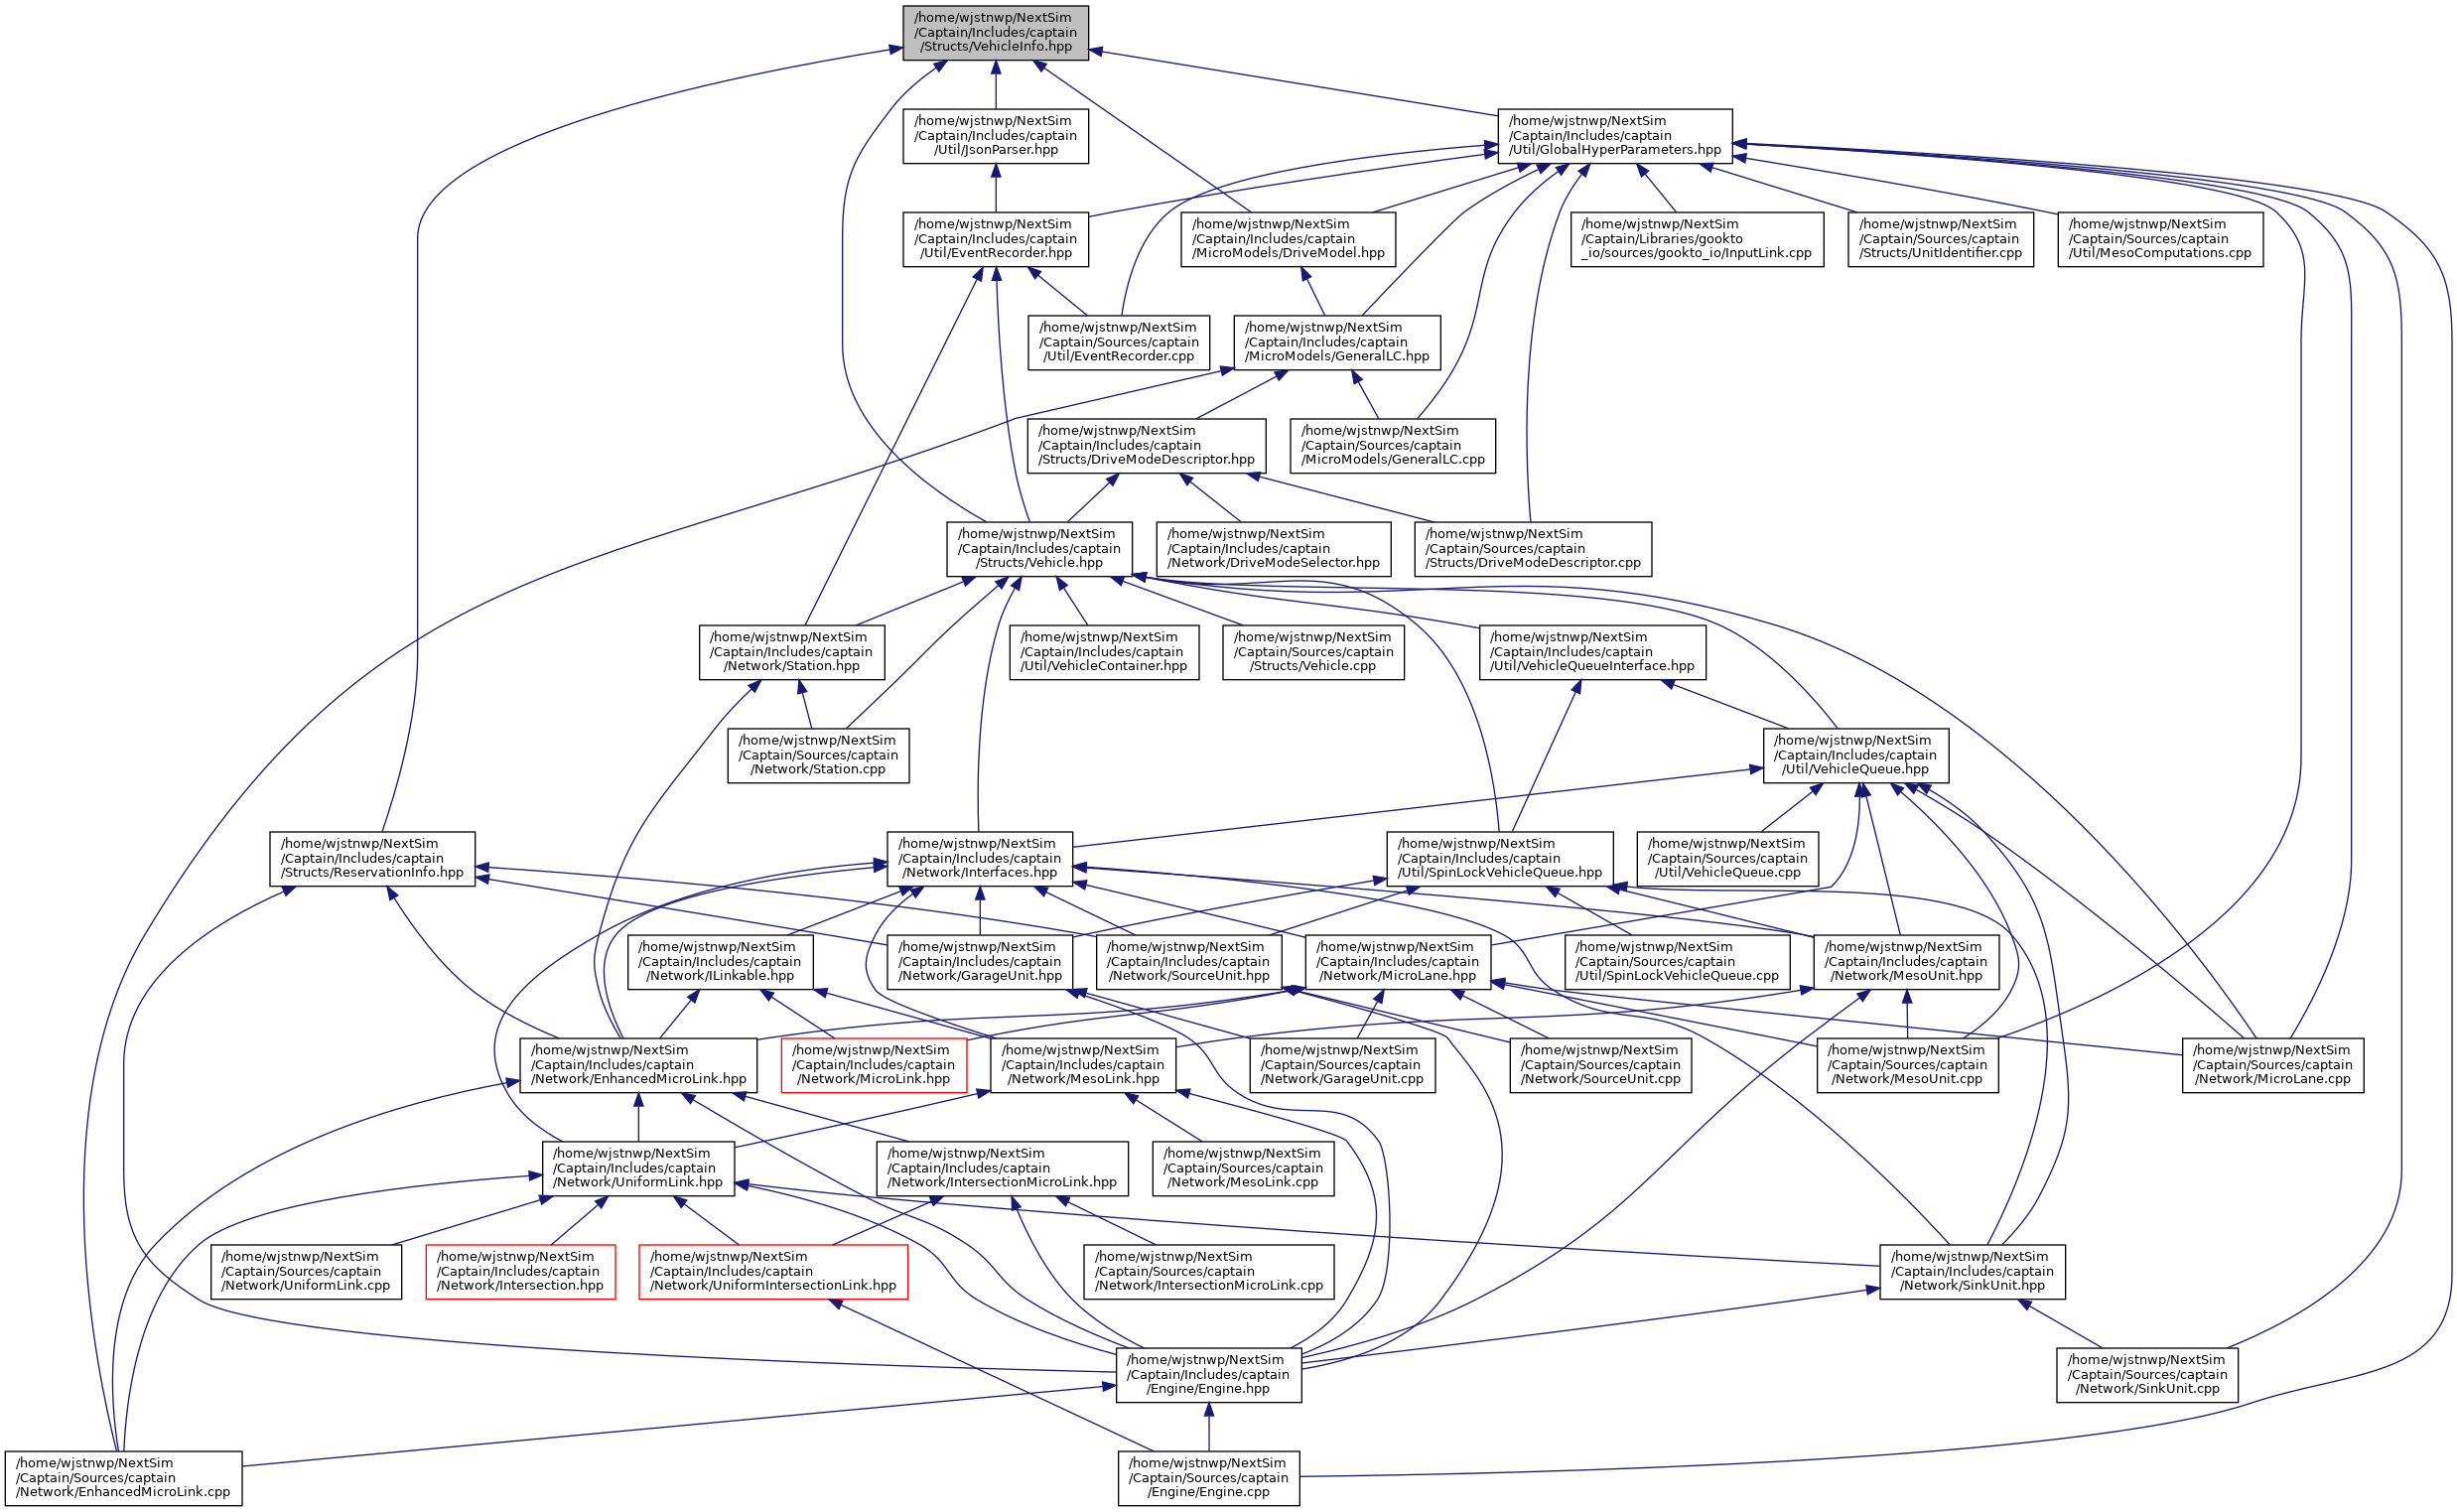 /home/wjstnwp/NextSim
/Captain/Includes/captain
/Structs/VehicleInfo.hpp
/home/wjstnwp/NextSim
/Captain/Includes/captain
/Util/JsonParser.hpp
/home/wjstnwp/NextSim
/Captain/Includes/captain
/Util/GlobalHyperParameters.hpp
/home/wjstnwp/NextSim
/Captain/Includes/captain
/Util/EventRecorder.hpp
/home/wjstnwp/NextSim
/Captain/Includes/captain
/MicroModels/DriveModel.hpp
/home/wjstnwp/NextSim
/Captain/Libraries/gookto
_io/sources/gookto_io/InputLink.cpp
/home/wjstnwp/NextSim
/Captain/Sources/captain
/Structs/UnitIdentifier.cpp
/home/wjstnwp/NextSim
/Captain/Sources/captain
/Util/MesoComputations.cpp
/home/wjstnwp/NextSim
/Captain/Sources/captain
/Util/EventRecorder.cpp
/home/wjstnwp/NextSim
/Captain/Includes/captain
/MicroModels/GeneralLC.hpp
/home/wjstnwp/NextSim
/Captain/Includes/captain
/Structs/DriveModeDescriptor.hpp
/home/wjstnwp/NextSim
/Captain/Sources/captain
/MicroModels/GeneralLC.cpp
/home/wjstnwp/NextSim
/Captain/Includes/captain
/Structs/Vehicle.hpp
/home/wjstnwp/NextSim
/Captain/Includes/captain
/Network/DriveModeSelector.hpp
/home/wjstnwp/NextSim
/Captain/Sources/captain
/Structs/DriveModeDescriptor.cpp
/home/wjstnwp/NextSim
/Captain/Includes/captain
/Network/Station.hpp
/home/wjstnwp/NextSim
/Captain/Includes/captain
/Util/VehicleContainer.hpp
/home/wjstnwp/NextSim
/Captain/Sources/captain
/Structs/Vehicle.cpp
/home/wjstnwp/NextSim
/Captain/Includes/captain
/Util/VehicleQueueInterface.hpp
/home/wjstnwp/NextSim
/Captain/Sources/captain
/Network/Station.cpp
/home/wjstnwp/NextSim
/Captain/Includes/captain
/Util/VehicleQueue.hpp
/home/wjstnwp/NextSim
/Captain/Includes/captain
/Structs/ReservationInfo.hpp
/home/wjstnwp/NextSim
/Captain/Includes/captain
/Network/Interfaces.hpp
/home/wjstnwp/NextSim
/Captain/Includes/captain
/Util/SpinLockVehicleQueue.hpp
/home/wjstnwp/NextSim
/Captain/Sources/captain
/Util/VehicleQueue.cpp
/home/wjstnwp/NextSim
/Captain/Includes/captain
/Network/ILinkable.hpp
/home/wjstnwp/NextSim
/Captain/Includes/captain
/Network/GarageUnit.hpp
/home/wjstnwp/NextSim
/Captain/Includes/captain
/Network/SourceUnit.hpp
/home/wjstnwp/NextSim
/Captain/Includes/captain
/Network/MicroLane.hpp
/home/wjstnwp/NextSim
/Captain/Sources/captain
/Util/SpinLockVehicleQueue.cpp
/home/wjstnwp/NextSim
/Captain/Includes/captain
/Network/MesoUnit.hpp
/home/wjstnwp/NextSim
/Captain/Includes/captain
/Network/EnhancedMicroLink.hpp
/home/wjstnwp/NextSim
/Captain/Includes/captain
/Network/MicroLink.hpp
/home/wjstnwp/NextSim
/Captain/Includes/captain
/Network/MesoLink.hpp
/home/wjstnwp/NextSim
/Captain/Sources/captain
/Network/GarageUnit.cpp
/home/wjstnwp/NextSim
/Captain/Sources/captain
/Network/SourceUnit.cpp
/home/wjstnwp/NextSim
/Captain/Sources/captain
/Network/MesoUnit.cpp
/home/wjstnwp/NextSim
/Captain/Sources/captain
/Network/MicroLane.cpp
/home/wjstnwp/NextSim
/Captain/Includes/captain
/Network/UniformLink.hpp
/home/wjstnwp/NextSim
/Captain/Includes/captain
/Network/IntersectionMicroLink.hpp
/home/wjstnwp/NextSim
/Captain/Sources/captain
/Network/MesoLink.cpp
/home/wjstnwp/NextSim
/Captain/Sources/captain
/Network/UniformLink.cpp
/home/wjstnwp/NextSim
/Captain/Includes/captain
/Network/Intersection.hpp
/home/wjstnwp/NextSim
/Captain/Includes/captain
/Network/UniformIntersectionLink.hpp
/home/wjstnwp/NextSim
/Captain/Sources/captain
/Network/IntersectionMicroLink.cpp
/home/wjstnwp/NextSim
/Captain/Includes/captain
/Network/SinkUnit.hpp
/home/wjstnwp/NextSim
/Captain/Includes/captain
/Engine/Engine.hpp
/home/wjstnwp/NextSim
/Captain/Sources/captain
/Network/SinkUnit.cpp
/home/wjstnwp/NextSim
/Captain/Sources/captain
/Network/EnhancedMicroLink.cpp
/home/wjstnwp/NextSim
/Captain/Sources/captain
/Engine/Engine.cpp